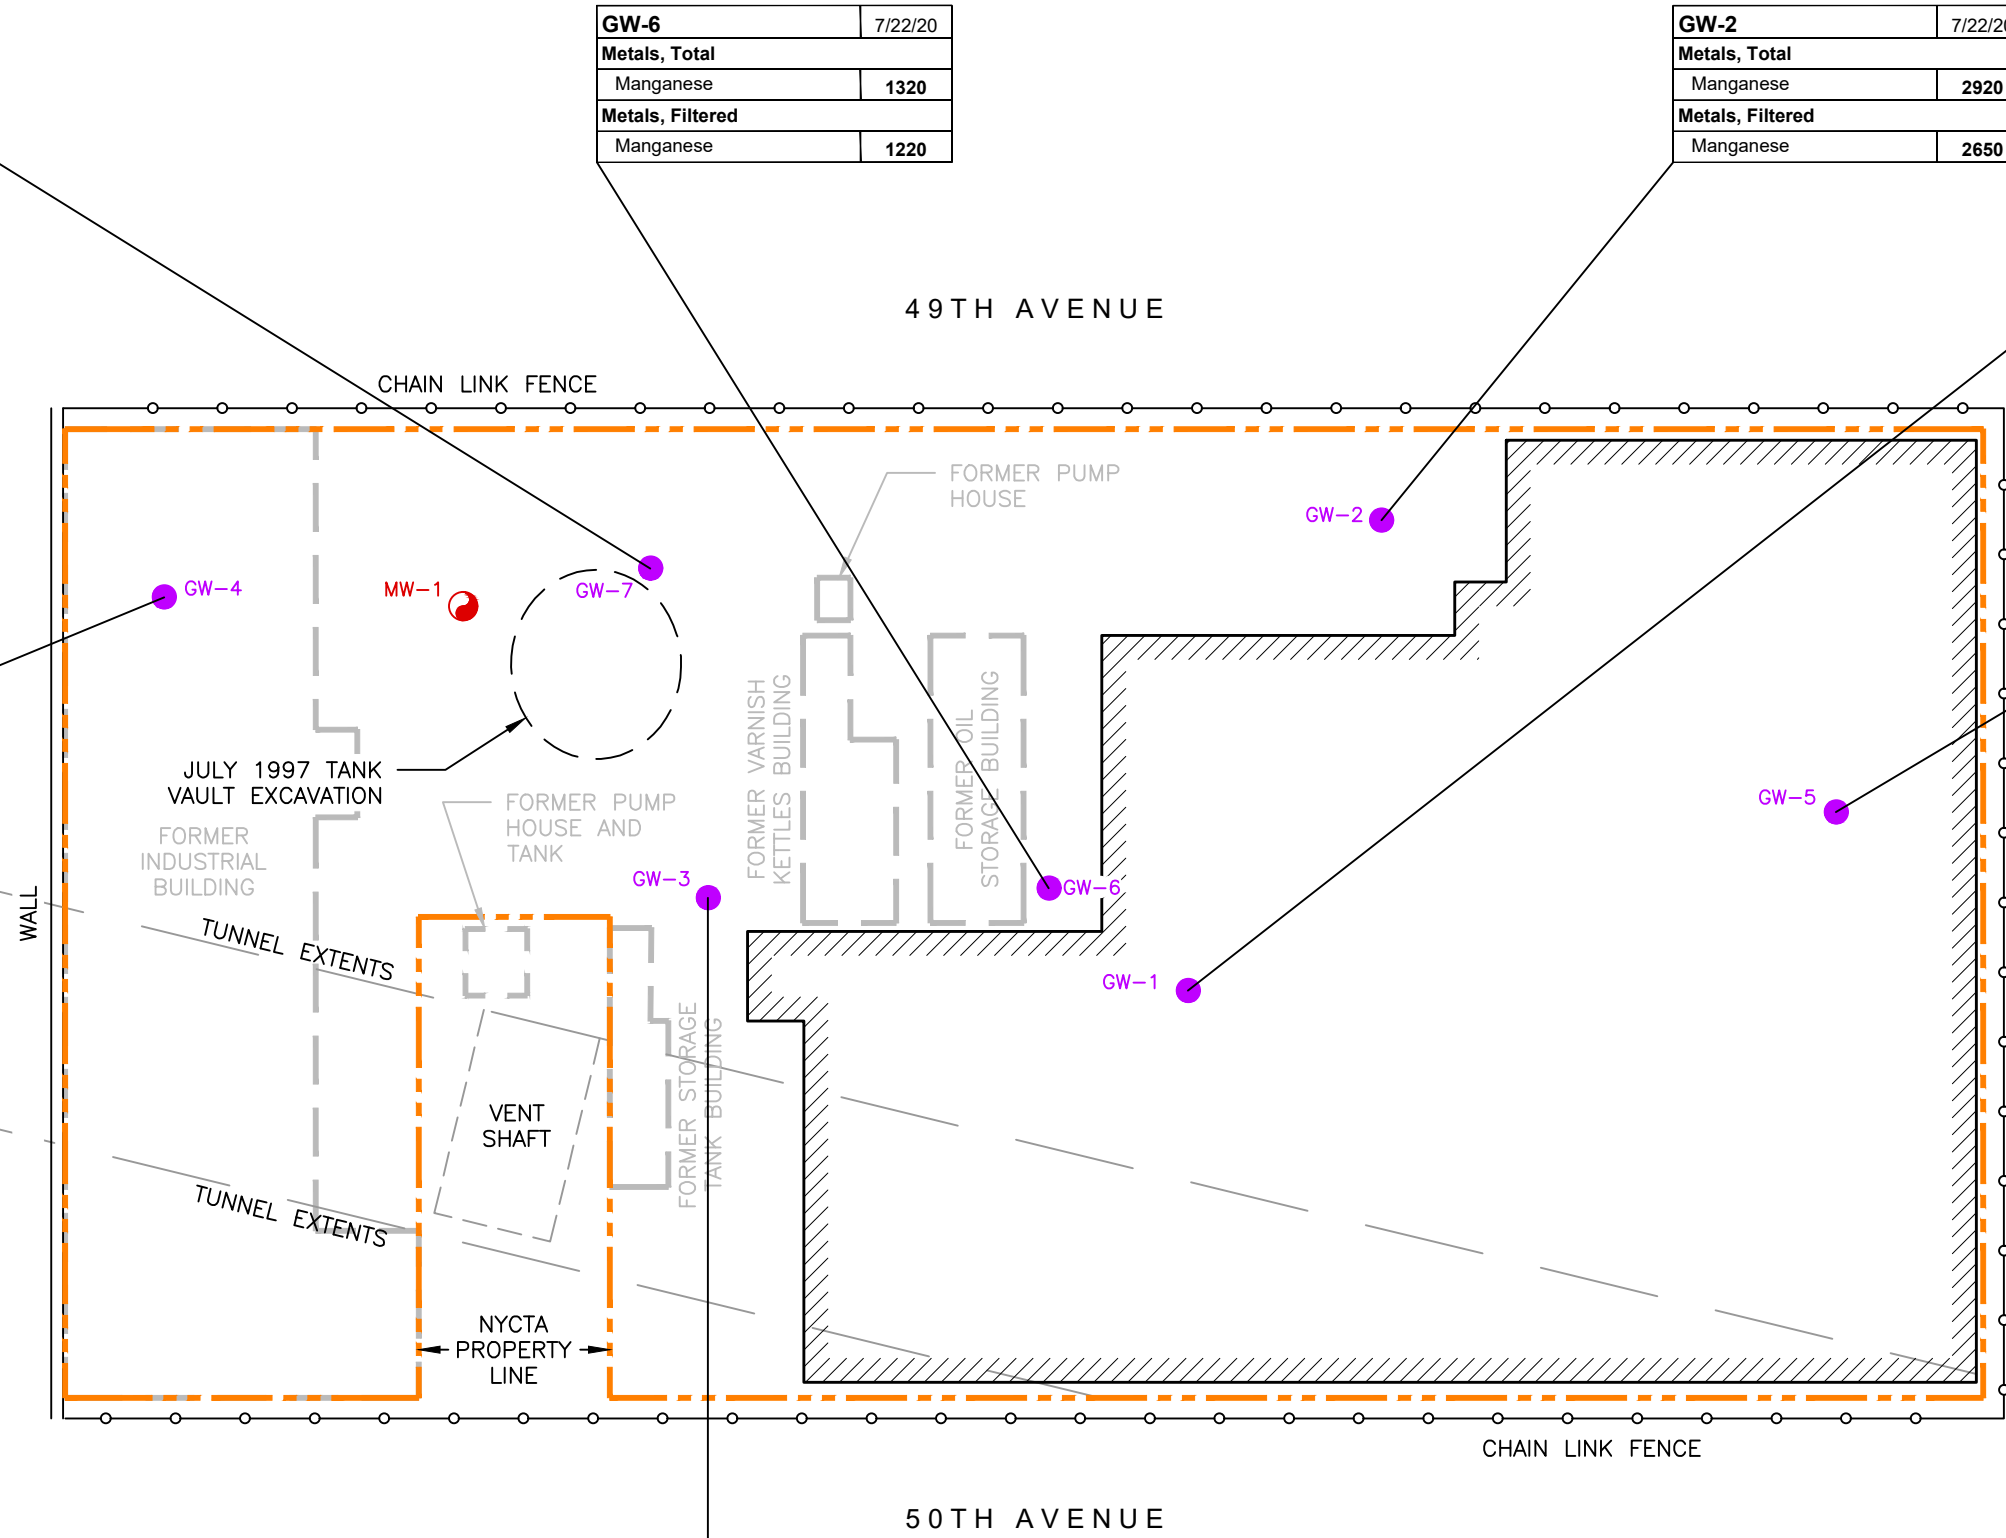 GW-6 7/22/20
Metals, Total
Manganese 1320
Metals, Filtered
Manganese 1220
GW-2 7/22/20
Metals, Total
Manganese 2920
Metals, Filtered
Manganese 2650
49TH AVENUE
CHAIN LINK FENCE
FORMER PUMP
HOUSE
GW-2
GW-4
MW-1
GW-7
JULY 1997 TANK
VAULT EXCAVATION
FORMER
INDUSTRIAL
BUILDING
FORMER PUMP
HOUSE AND
TANK
FORMER VARNISH
KETTLES BUILDING
FORMER OIL
STORAGE BUILDING
GW-5
GW-3
GW-6
WALL
TUNNEL EXTENTS
GW-1
FORMER STORAGE
TANK BUILDING
VENT
SHAFT
TUNNEL EXTENTS
NYCTA
PROPERTY
LINE
CHAIN LINK FENCE
50TH AVENUE